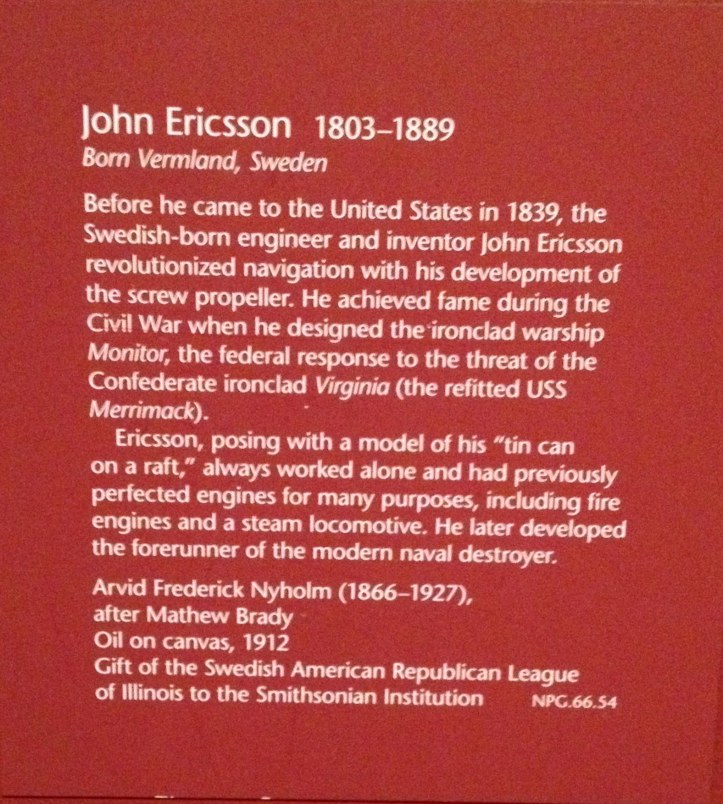 John Ericsson 1803–1889
Born Vermland, Sweden
Before he came to the United States in 1839, the
Swedish-born engineer and inventor John Ericsson
revolutionized navigation with his development of
the screw propeller. He achieved fame during the
Civil War when he designed the ironclad warship
Monitor, the federal response to the threat of the
Confederate ironclad Virginia (the refitted USS
Merrimack).
Ericsson, posing with a model of his “tin can
on a raft,” always worked alone and had previously
perfected engines for many purposes, including fire
engines and a steam locomotive. He later developed
the forerunner of the modern naval destroyer.
Arvid Frederick Nyholm (1866–1927),
after Mathew Brady
Oil on canvas, 1912
Gift of the Swedish American Republican League
of Illinois to the Smithsonian Institution NPG.66.54